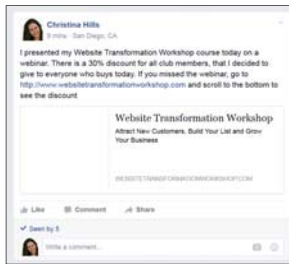 Christina Hills
9 mins · San Diego, CA
I presented my Website Transformation Workshop course today on a
webinar. There is a 30% discount for all club members, that I decided to
give to everyone who buys today. If you missed the webinar, go to
http://www.websitetransformationworkshop.com and scroll to the bottom to
see the discount
Website Transformation Workshop
Attract New Customers, Build Your List and Grow
Your Business
WEBSITETRANSFORMATIONWORKSHOP.COM
Like Comment Share
Seen by 5
Write a comment...